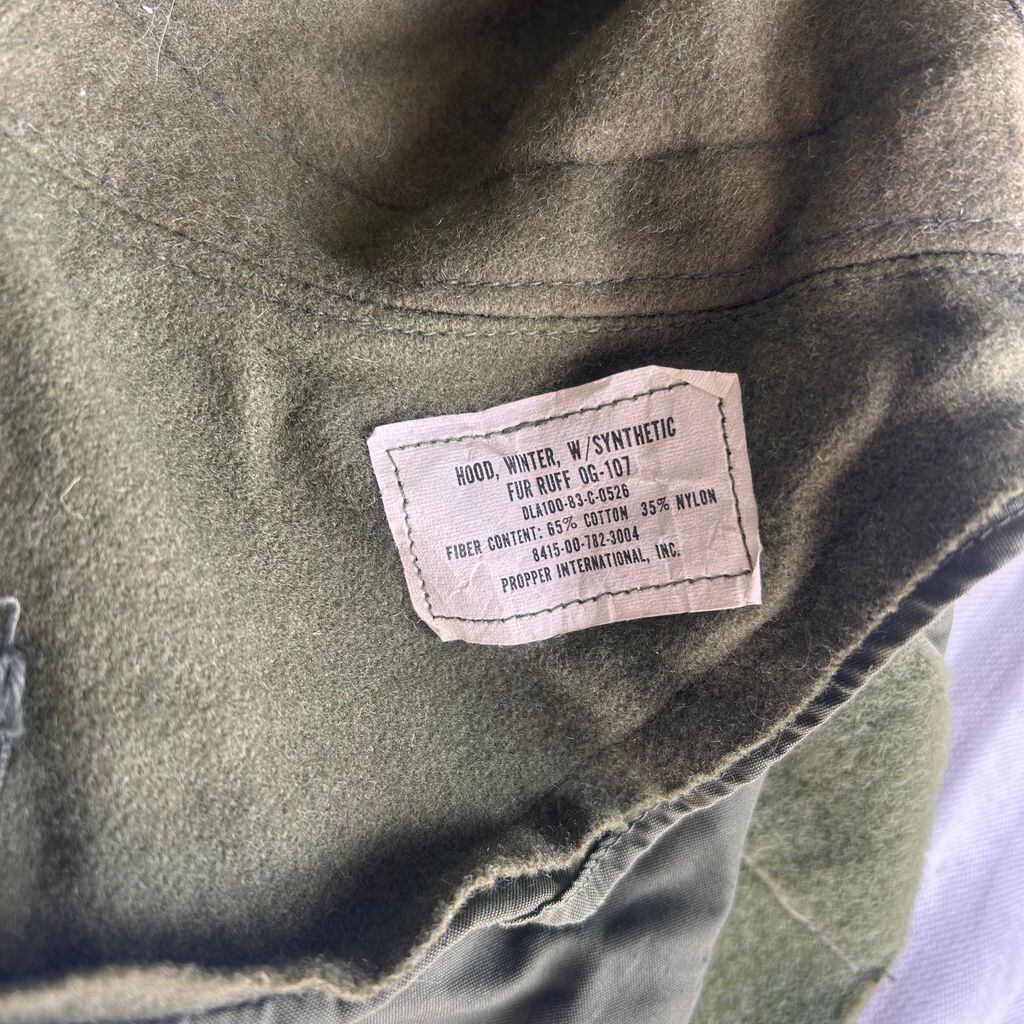 HOOD, WINTER, W/SYNTHETIC
FUR RUFF OG-107
DLA100-83-C-0526
FIBER CONTENT: 65% COTTON 35% NYLON
8415-00-782-3004
PROPPER INTERNATIONAL, INC.